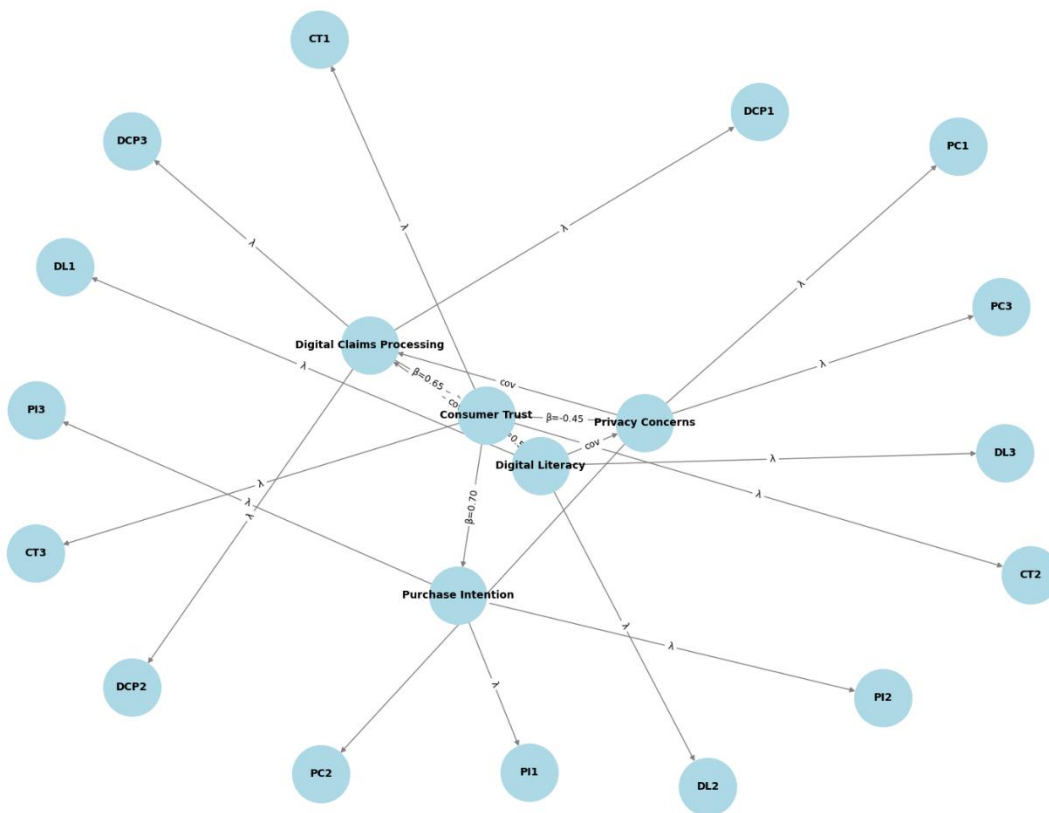 CT1
DCP1
DCP3
PC1
λ
λ
λ
DL1
λ
PC3
Digital Claims Processing
λ
λ
β=0.65
cov
PI3
Consumer Trust
β=-0.45
Privacy Concerns
cov
Digital Literacy
DL3
λ
λ
λ
λ
λ
β=0.70
CT3
CT2
Purchase Intention
λ
λ
DCP2
λ
PI2
PC2
PI1
DL2